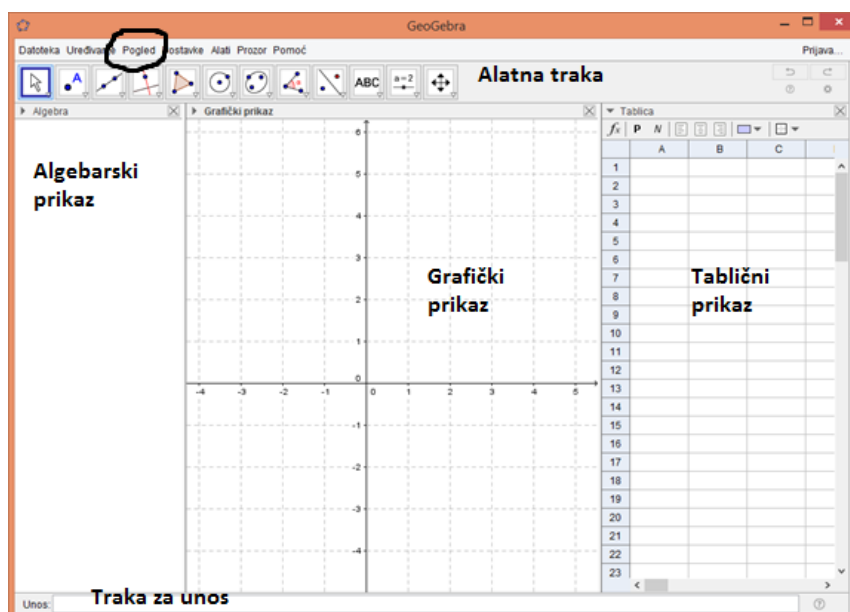 GeoGebra
Datoteka Uređivanje Pogled Postavke Alati Prozor Pomoć Prijava...
ABC a=2 Alatna traka
Algebra Grafički prikaz Tablica
fx P N
A B C
Algebarski
prikaz
Grafički
prikaz
Tablični
prikaz
6
5
4
3
2
1
0
-4 -3 -2 -1 0 1 2 3 4 5
-1
-2
-3
-4
1
2
3
4
5
6
7
8
9
10
11
12
13
14
15
16
17
18
19
20
21
22
23
Traka za unos
Unos: